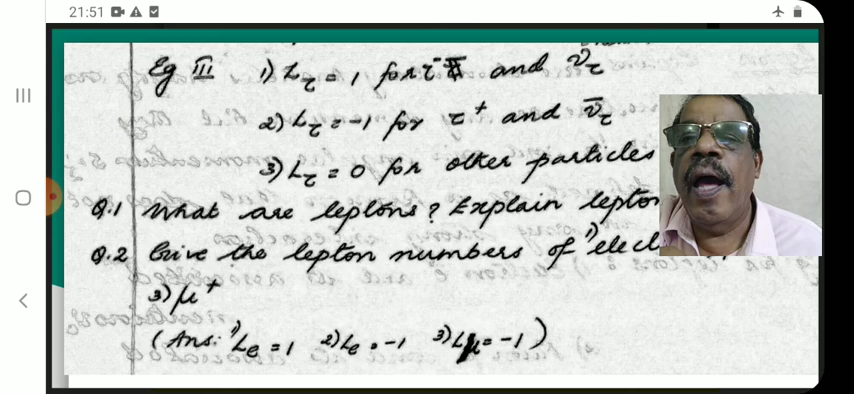 21:51
Eg III 1) Lτ = 1 for τ⁻ and ντ
2) Lτ = -1 for τ⁺ and ν̅τ
3) Lτ = 0 for other particles
Q.1 What are leptons? Explain lepton
Q.2 Give the lepton numbers of 1) elect
3) μ⁺
(Ans: 1) Le = 1 2) Le = -1 3) Lμ = -1)